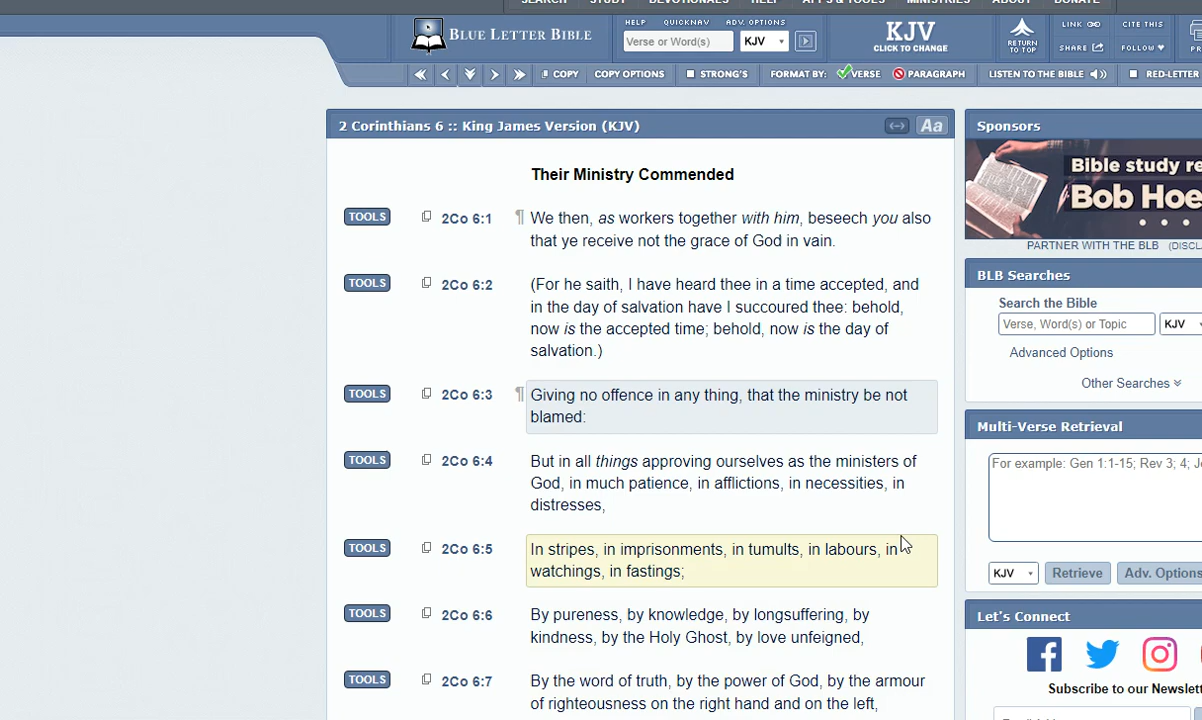 SEARCH STUDY DEVOTIONALS HELP APPS & TOOLS MINISTRIES ABOUT DONATE
BLUE LETTER BIBLE
HELP QUICKNAV ADV. OPTIONS
Verse or Word(s) KJV
KJV
CLICK TO CHANGE
RETURN
TO TOP
LINK CITE THIS
SHARE FOLLOW
COPY COPY OPTIONS STRONG'S FORMAT BY: VERSE PARAGRAPH LISTEN TO THE BIBLE RED-LETTER
2 Corinthians 6 :: King James Version (KJV) Aa
Their Ministry Commended
TOOLS 2Co 6:1 ¶ We then, as workers together with him, beseech you also
that ye receive not the grace of God in vain.
TOOLS 2Co 6:2 (For he saith, I have heard thee in a time accepted, and
in the day of salvation have I succoured thee: behold,
now is the accepted time; behold, now is the day of
salvation.)
TOOLS 2Co 6:3 ¶ Giving no offence in any thing, that the ministry be not
blamed:
TOOLS 2Co 6:4 But in all things approving ourselves as the ministers of
God, in much patience, in afflictions, in necessities, in
distresses,
TOOLS 2Co 6:5 In stripes, in imprisonments, in tumults, in labours, in
watchings, in fastings;
TOOLS 2Co 6:6 By pureness, by knowledge, by longsuffering, by
kindness, by the Holy Ghost, by love unfeigned,
TOOLS 2Co 6:7 By the word of truth, by the power of God, by the armour
of righteousness on the right hand and on the left,
Sponsors
Bible study re
Bob Hoe
PARTNER WITH THE BLB (DISCL
BLB Searches
Search the Bible
Verse, Word(s) or Topic KJV
Advanced Options
Other Searches
Multi-Verse Retrieval
For example: Gen 1:1-15; Rev 3; 4; J
KJV Retrieve Adv. Options
Let's Connect
Subscribe to our Newslett